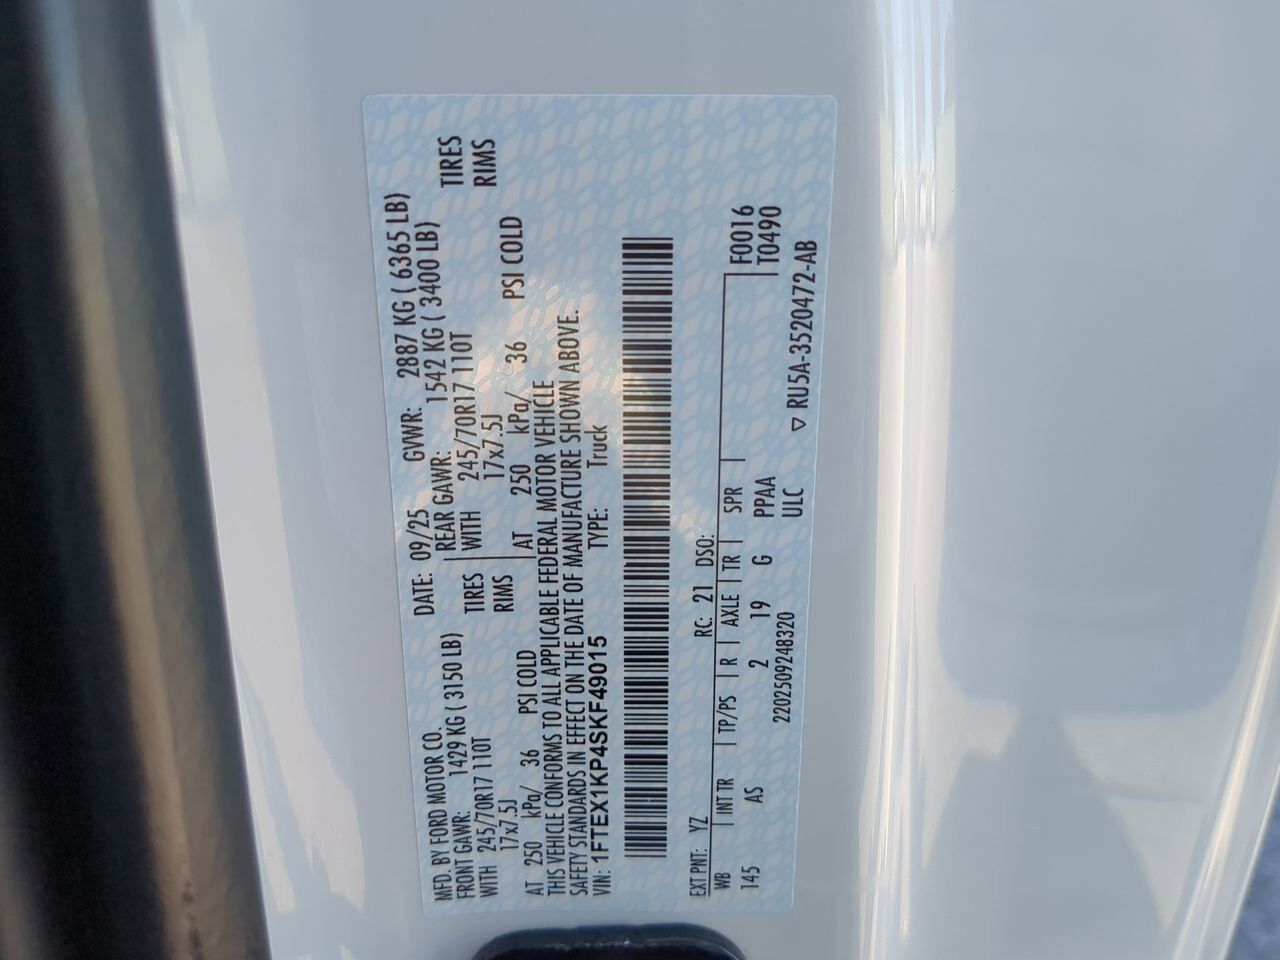 MFD. BY FORD MOTOR CO. DATE: 09/25 GVWR: 2887 KG ( 6365 LB)
FRONT GAWR: 1429 KG ( 3150 LB) REAR GAWR: 1542 KG ( 3400 LB)
WITH 245/70R17 110T TIRES WITH 245/70R17 110T TIRES
17x7.5J RIMS 17x7.5J RIMS
AT 250 kPa/ 36 PSI COLD AT 250 kPa/ 36 PSI COLD
THIS VEHICLE CONFORMS TO ALL APPLICABLE FEDERAL MOTOR VEHICLE
SAFETY STANDARDS IN EFFECT ON THE DATE OF MANUFACTURE SHOWN ABOVE.
VIN: 1FTEX1KP4SKF49015 TYPE: Truck
EXT PNT: YZ RC: 21 DSO: F0016
WB INT TR TP/PS R AXLE TR SPR T0490
145 AS 2 19 G PPAA
2202509248320 ULC ▽ RU5A-3520472-AB